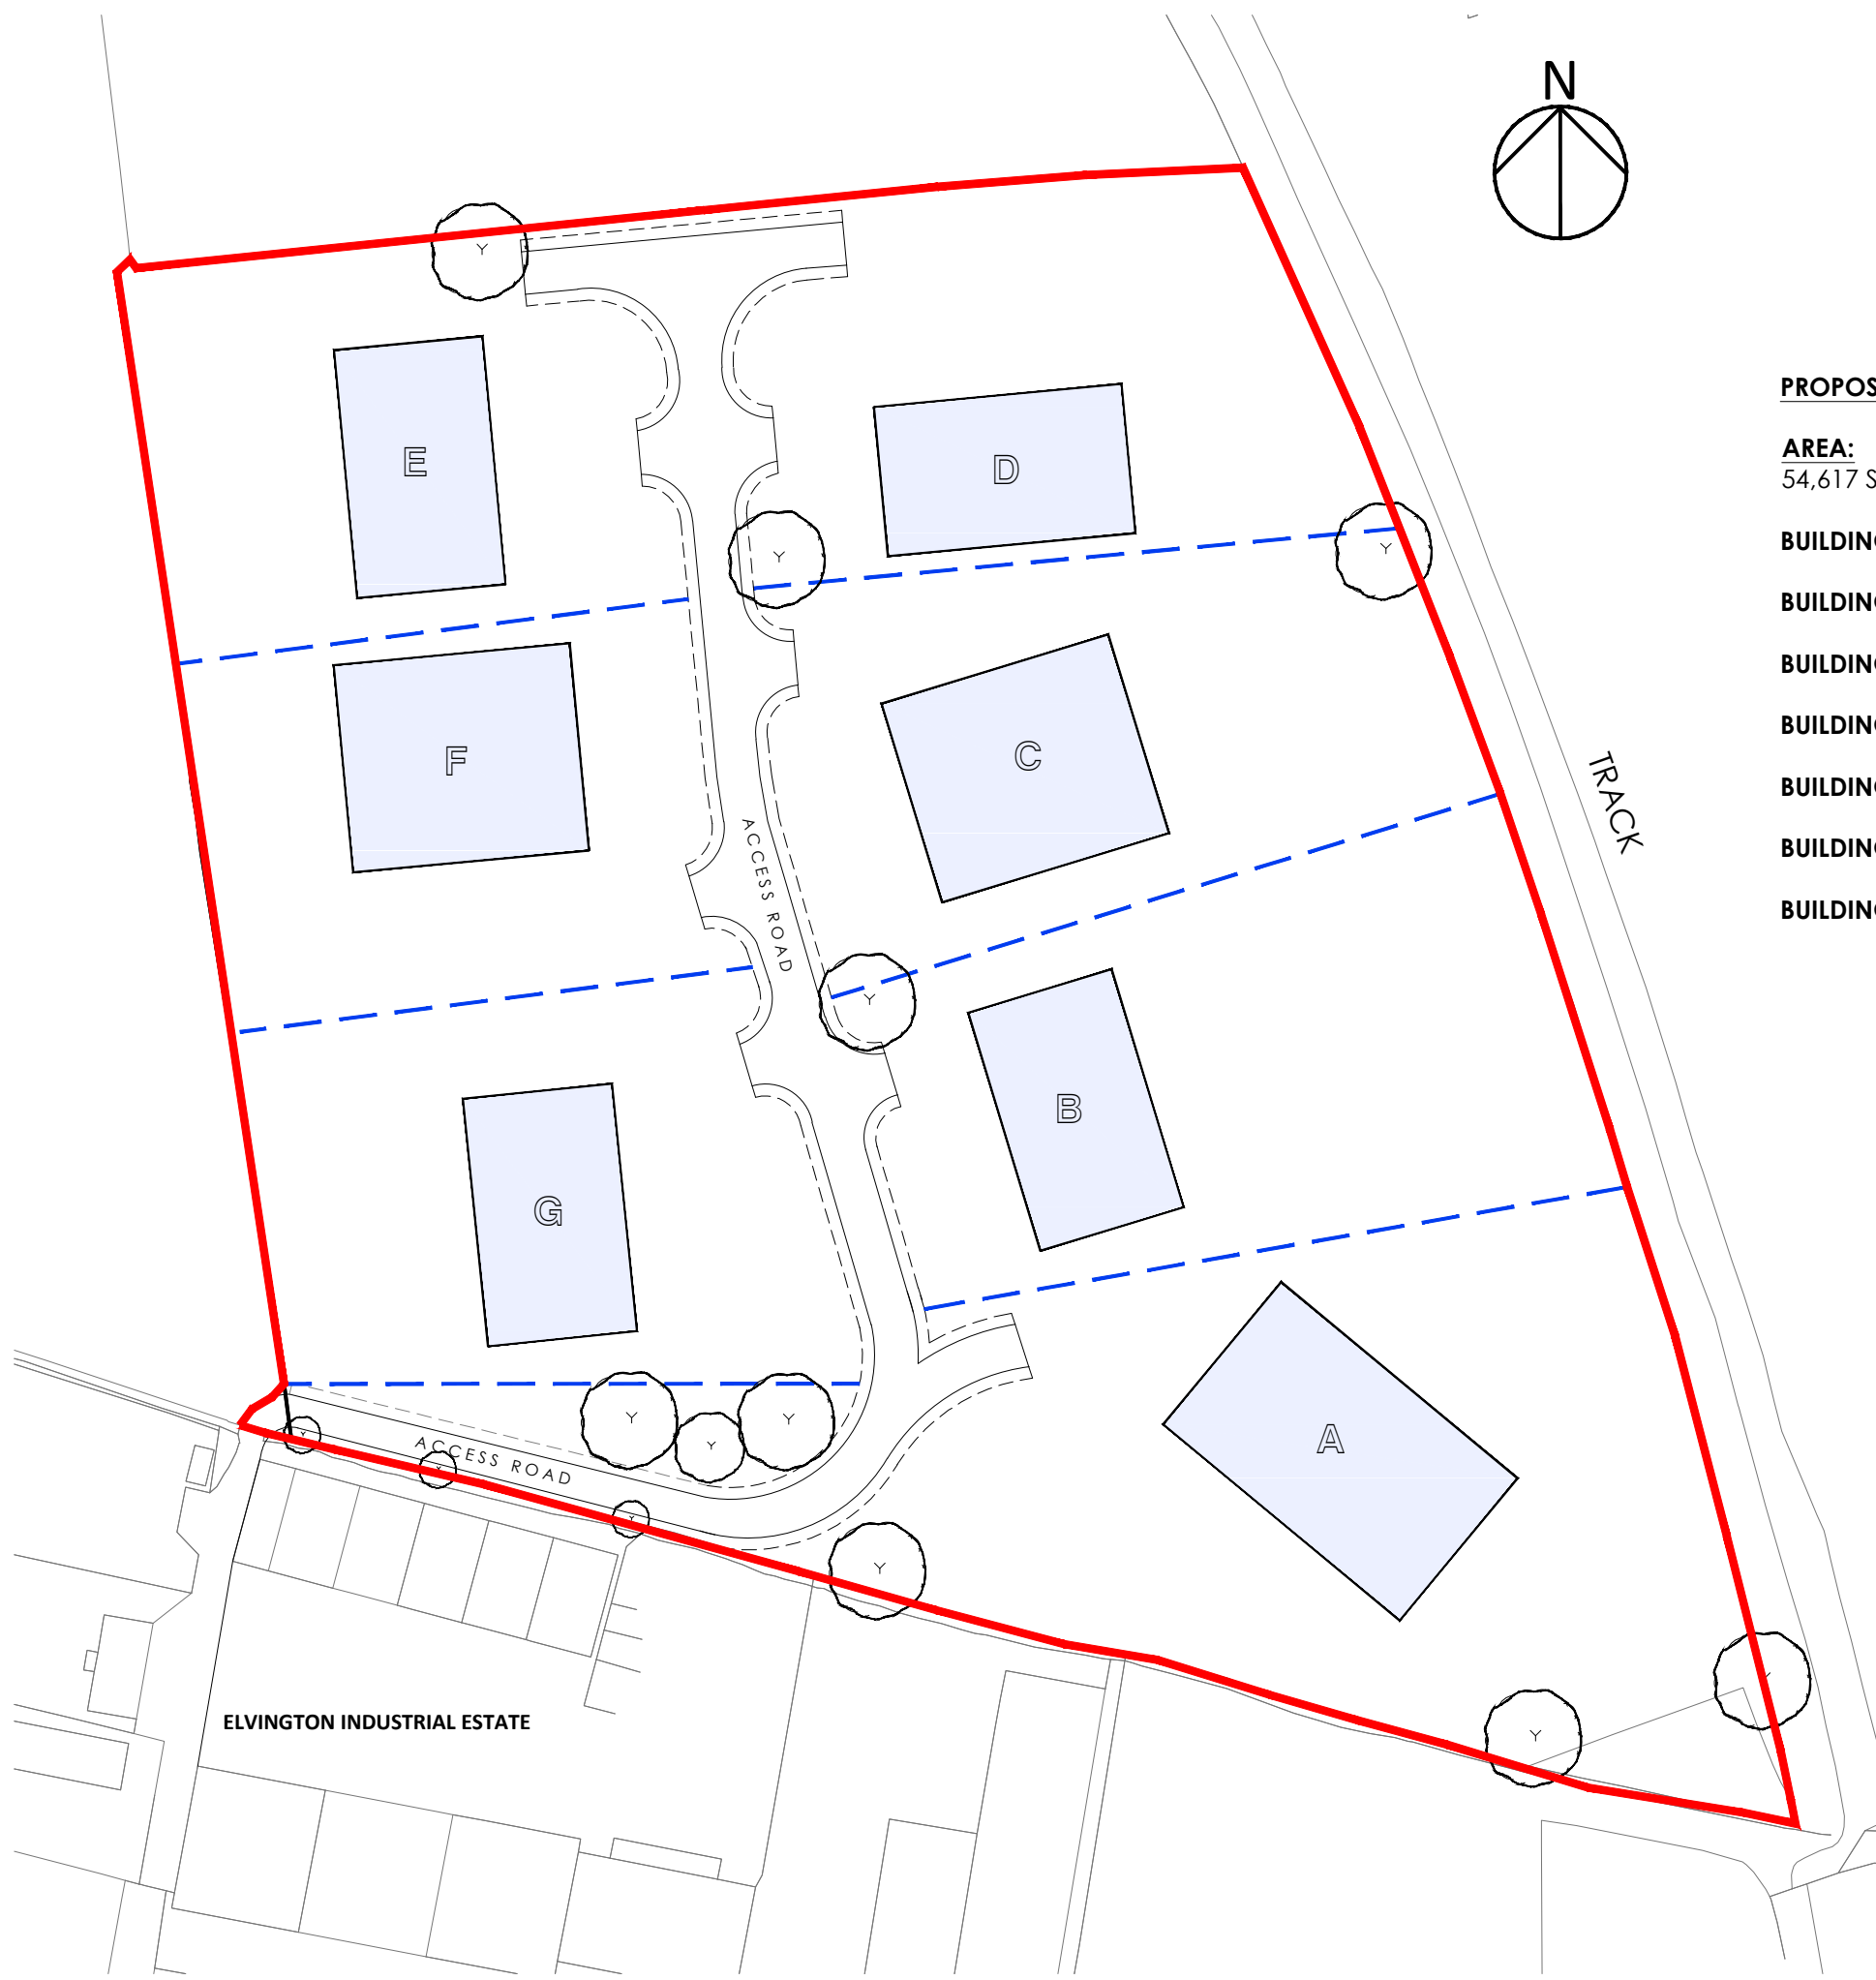 N
PROPOS
AREA:
54,617 S
BUILDING
BUILDING
BUILDING
BUILDING
BUILDING
BUILDING
BUILDING
E
D
F
C
TRACK
ACCESS ROAD
B
G
A
ACCESS ROAD
ELVINGTON INDUSTRIAL ESTATE